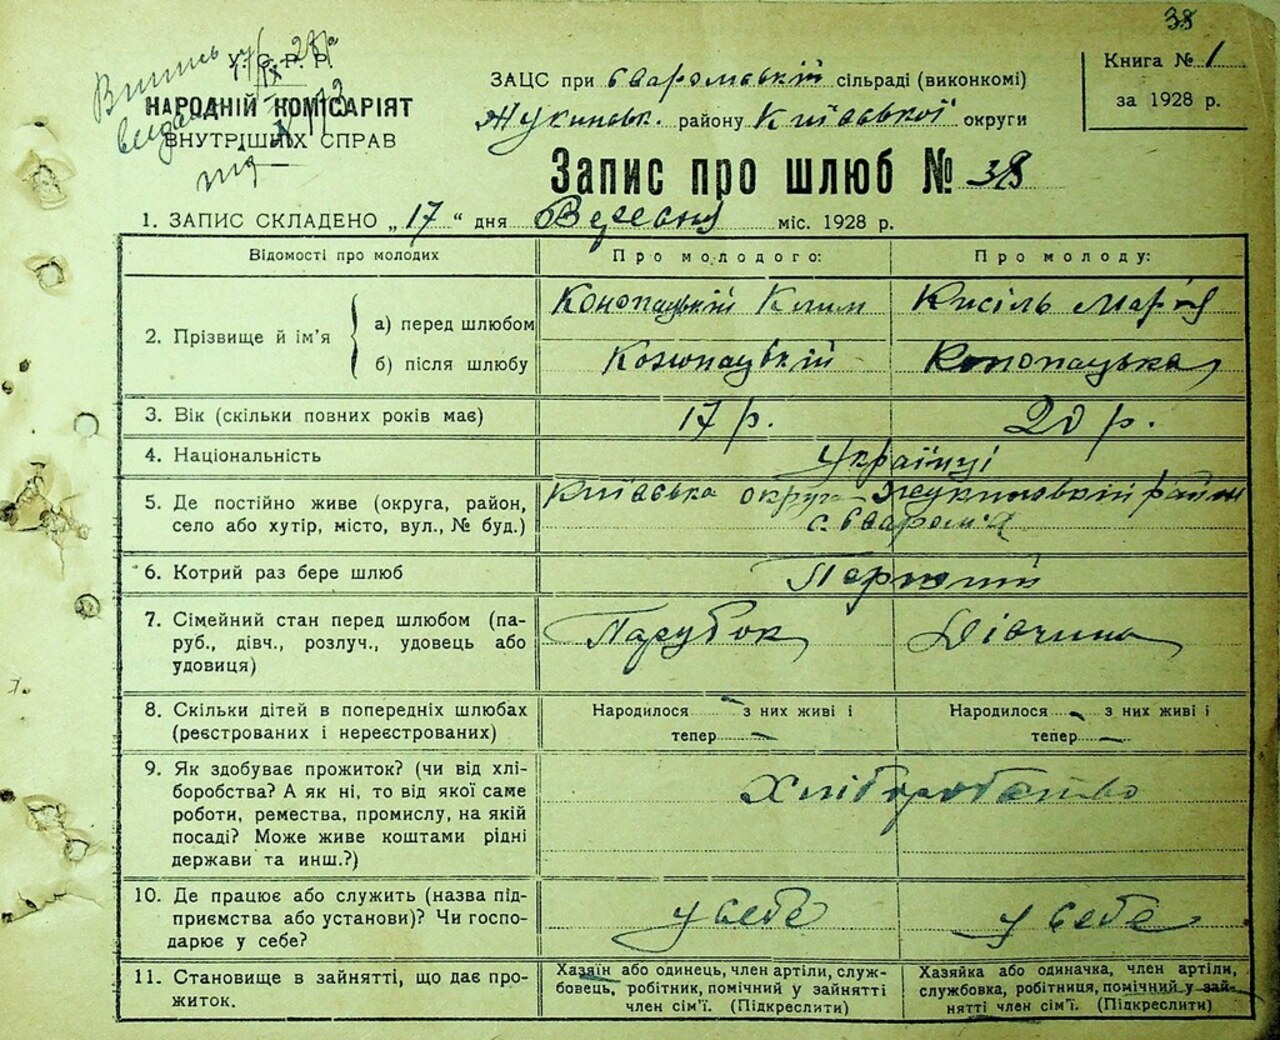 38
Випись
У. С. Р. Р.
НАРОДНІЙ КОМІСАРІЯТ
ВНУТРІШНІХ СПРАВ
ЗАЦС при Сваромській сільраді (виконкомі)
Жукинськ. району Київської округи
Книга № 1
за 1928 р.
Запис про шлюб № 38
1. ЗАПИС СКЛАДЕНО „17“ дня Вересня міс. 1928 р.
Відомості про молодих
Про молодого:
Про молоду:
2. Прізвище й ім'я
а) перед шлюбом
Конопацький Клим
Кисіль Марія
б) після шлюбу
Конопацький
Конопацька
3. Вік (скільки повних років має)
17 р.
20 р.
4. Національність
Українці
5. Де постійно живе (округа, район,
село або хутір, місто, вул., № буд.)
Київська округа Жукиновський район
с. Сваром'я
6. Котрий раз бере шлюб
Перший
7. Сімейний стан перед шлюбом (па-
руб., дівч., розлуч., удовець або
удовиця)
Парубок
Дівчина
8. Скільки дітей в попередніх шлюбах
(реєстрованих і нереєстрованих)
Народилося — з них живі і
тепер —
Народилося — з них живі і
тепер —
9. Як здобуває прожиток? (чи від хлі-
боробства? А як ні, то від якої саме
роботи, ремества, промислу, на якій
посаді? Може живе коштами рідні
держави та инш.?)
Хліборобство
10. Де працює або служить (назва під-
приємства або установи)? Чи госпо-
дарює у себе?
у себе
у себе
11. Становище в зайнятті, що дає про-
житок.
Хазяїн або одинець, член артіли, служ-
бовець, робітник, помічний у зайнятті
член сім'ї. (Підкреслити)
Хазяйка або одиначка, член артіли,
службовка, робітниця, помічний у зай-
нятті член сім'ї. (Підкреслити)